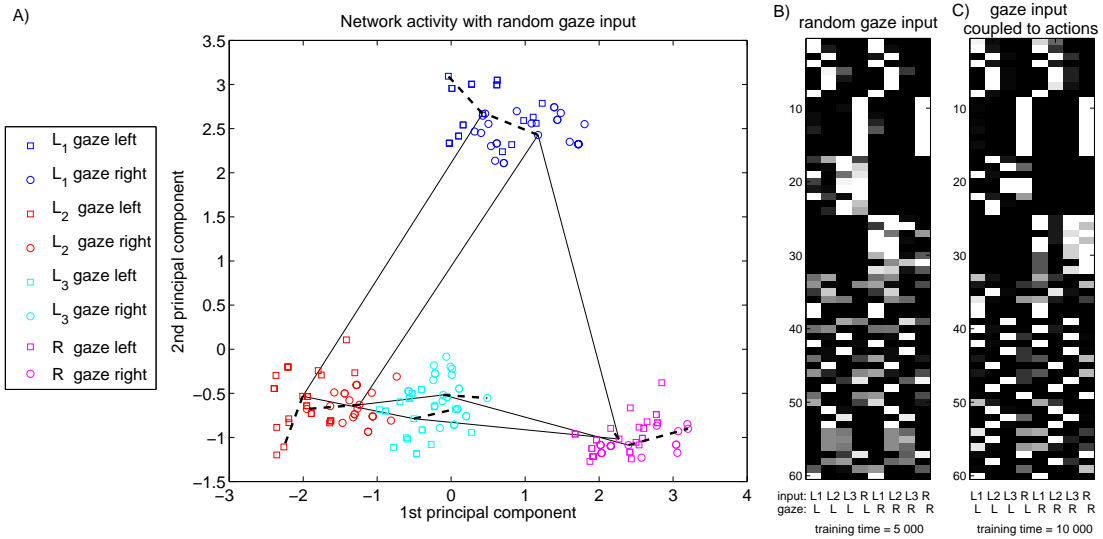 A)
Network activity with random gaze input
L1 gaze left
L1 gaze right
L2 gaze left
L2 gaze right
L3 gaze left
L3 gaze right
R gaze left
R gaze right
2nd principal component
3.5
3
2.5
2
1.5
1
0.5
0
−0.5
−1
−1.5
−3
−2
−1
0
1
2
3
4
1st principal component
B)
random gaze input
10
20
30
40
50
60
input: L1 L2 L3 R L1 L2 L3 R
gaze: L L L L R R R R
training time = 5 000
C)
gaze input
coupled to actions
10
20
30
40
50
60
L1 L2 L3 R L1 L2 L3 R
L L L L R R R R
training time = 10 000